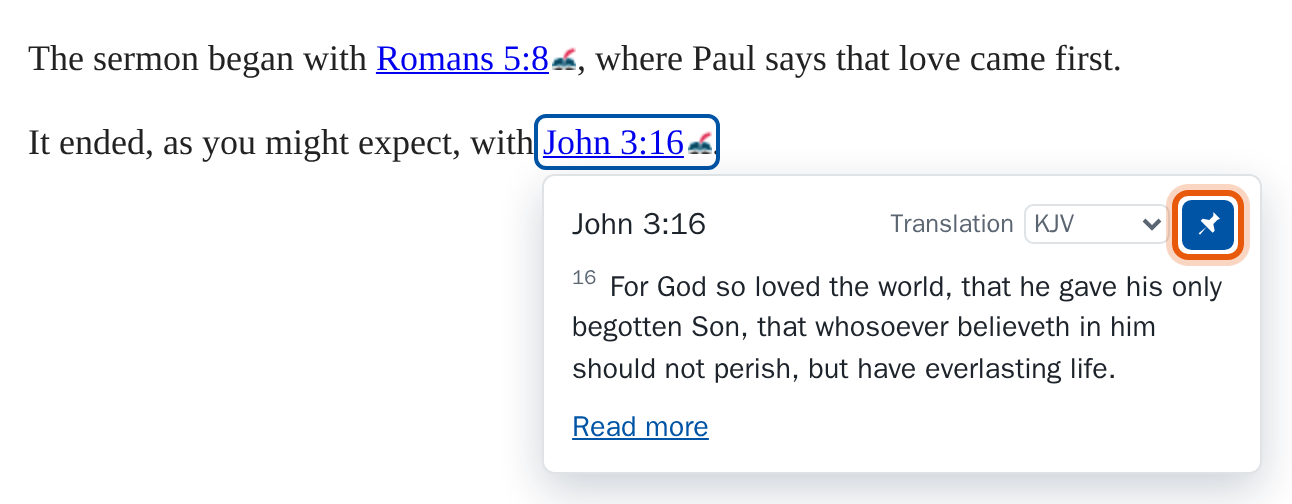 The sermon began with Romans 5:8, where Paul says that love came first.
It ended, as you might expect, with John 3:16.
John 3:16 Translation KJV
16 For God so loved the world, that he gave his only
begotten Son, that whosoever believeth in him
should not perish, but have everlasting life.
Read more